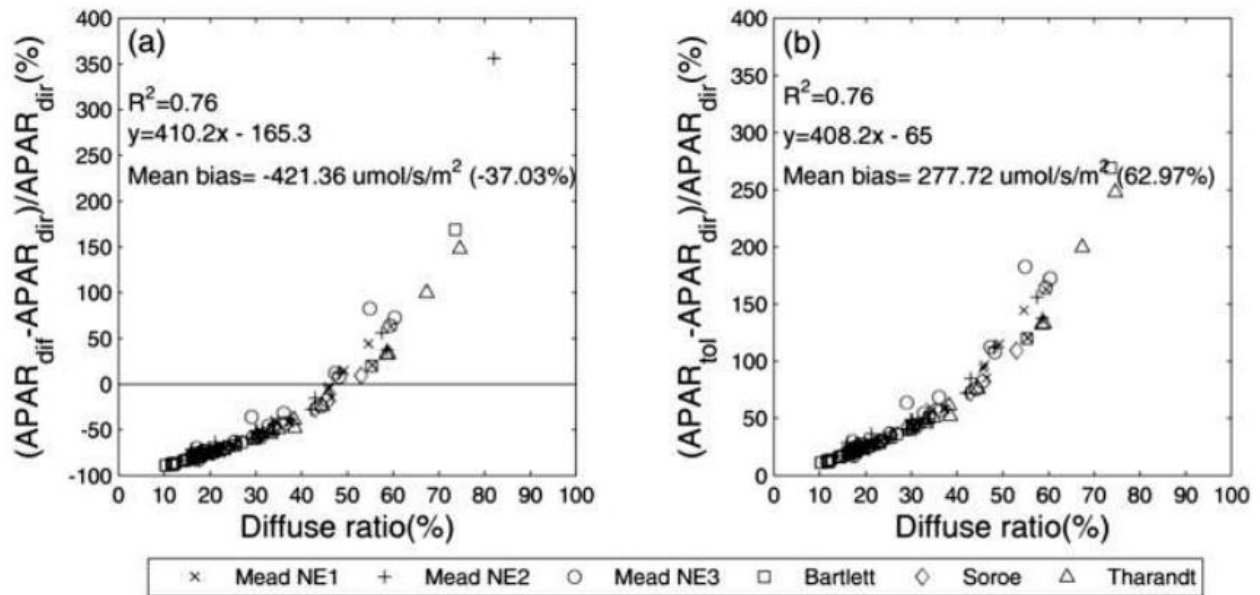 (a)
R²=0.76
y=410.2x - 165.3
Mean bias= -421.36 umol/s/m² (-37.03%)
(APAR_dif-APAR_dir)/APAR_dir(%)
400
350
300
250
200
150
100
50
0
-50
-100
0 10 20 30 40 50 60 70 80 90 100
Diffuse ratio(%)
(b)
R²=0.76
y=408.2x - 65
Mean bias= 277.72 umol/s/m² (62.97%)
(APAR_tol-APAR_dir)/APAR_dir(%)
400
350
300
250
200
150
100
50
0
0 10 20 30 40 50 60 70 80 90 100
Diffuse ratio(%)
Mead NE1 Mead NE2 Mead NE3 Bartlett Soroe Tharandt